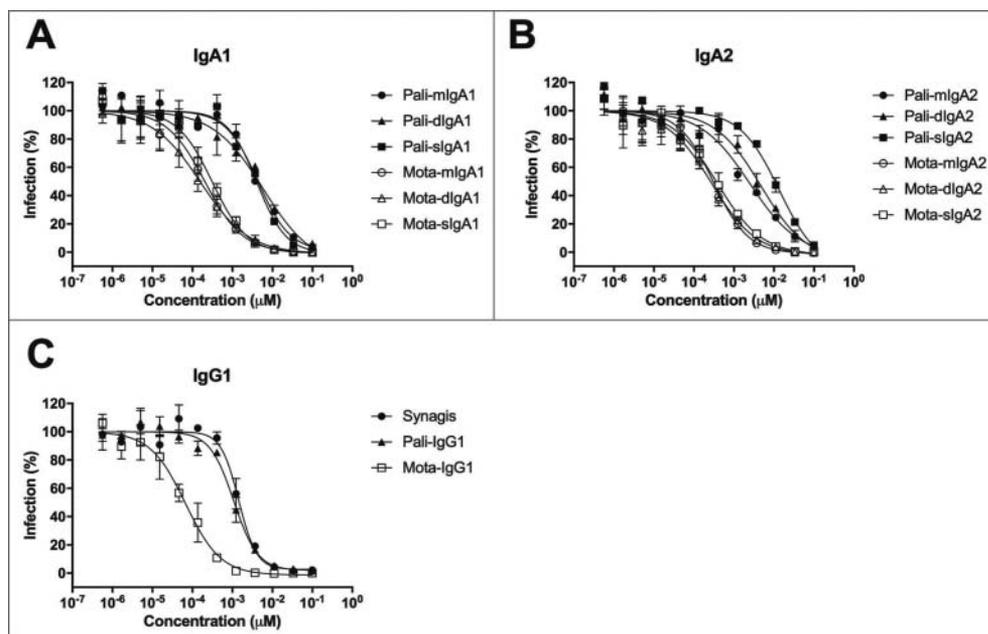 A
IgA1
Infection (%)
120
100
80
60
40
20
0
10-7 10-6 10-5 10-4 10-3 10-2 10-1 100
Concentration (μM)
Pali-mIgA1
Pali-dIgA1
Pali-sIgA1
Mota-mIgA1
Mota-dIgA1
Mota-sIgA1
B
IgA2
Infection (%)
120
100
80
60
40
20
0
10-7 10-6 10-5 10-4 10-3 10-2 10-1 100
Concentration (μM)
Pali-mIgA2
Pali-dIgA2
Pali-sIgA2
Mota-mIgA2
Mota-dIgA2
Mota-sIgA2
C
IgG1
Infection (%)
120
100
80
60
40
20
0
10-7 10-6 10-5 10-4 10-3 10-2 10-1 100
Concentration (μM)
Synagis
Pali-IgG1
Mota-IgG1